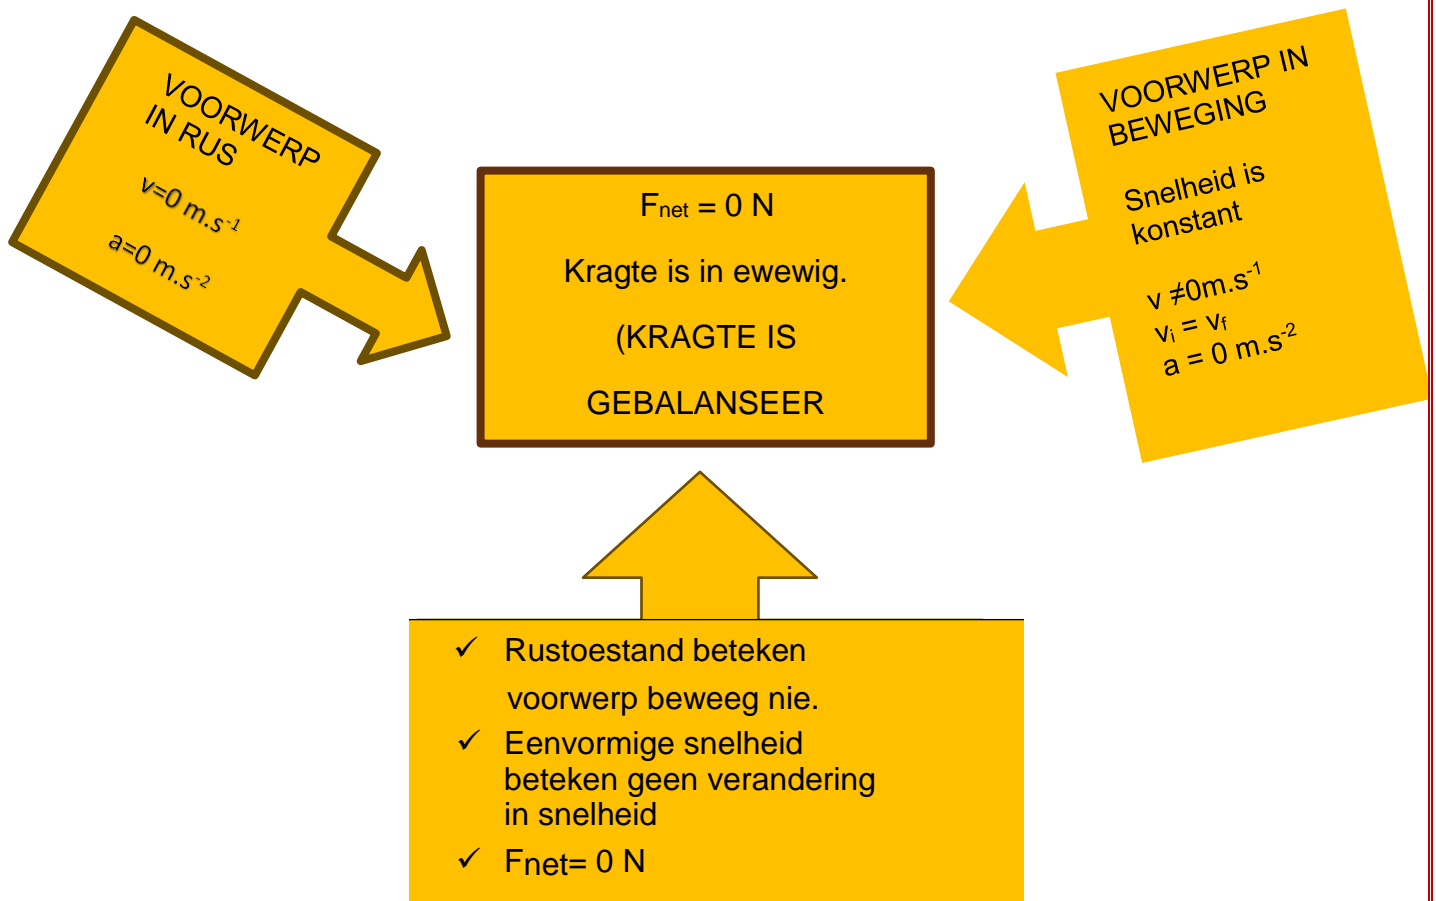 VOORWERP
IN RUS
v=0 m.s⁻¹
a=0 m.s⁻²
Fnet = 0 N
Kragte is in ewewig.
(KRAGTE IS
GEBALANSEER
VOORWERP IN
BEWEGING
Snelheid is
konstant
v ≠0m.s⁻¹
vᵢ = vf
a = 0 m.s⁻²
✓ Rustoestand beteken
voorwerp beweeg nie.
✓ Eenvormige snelheid
beteken geen verandering
in snelheid
✓ Fnet= 0 N